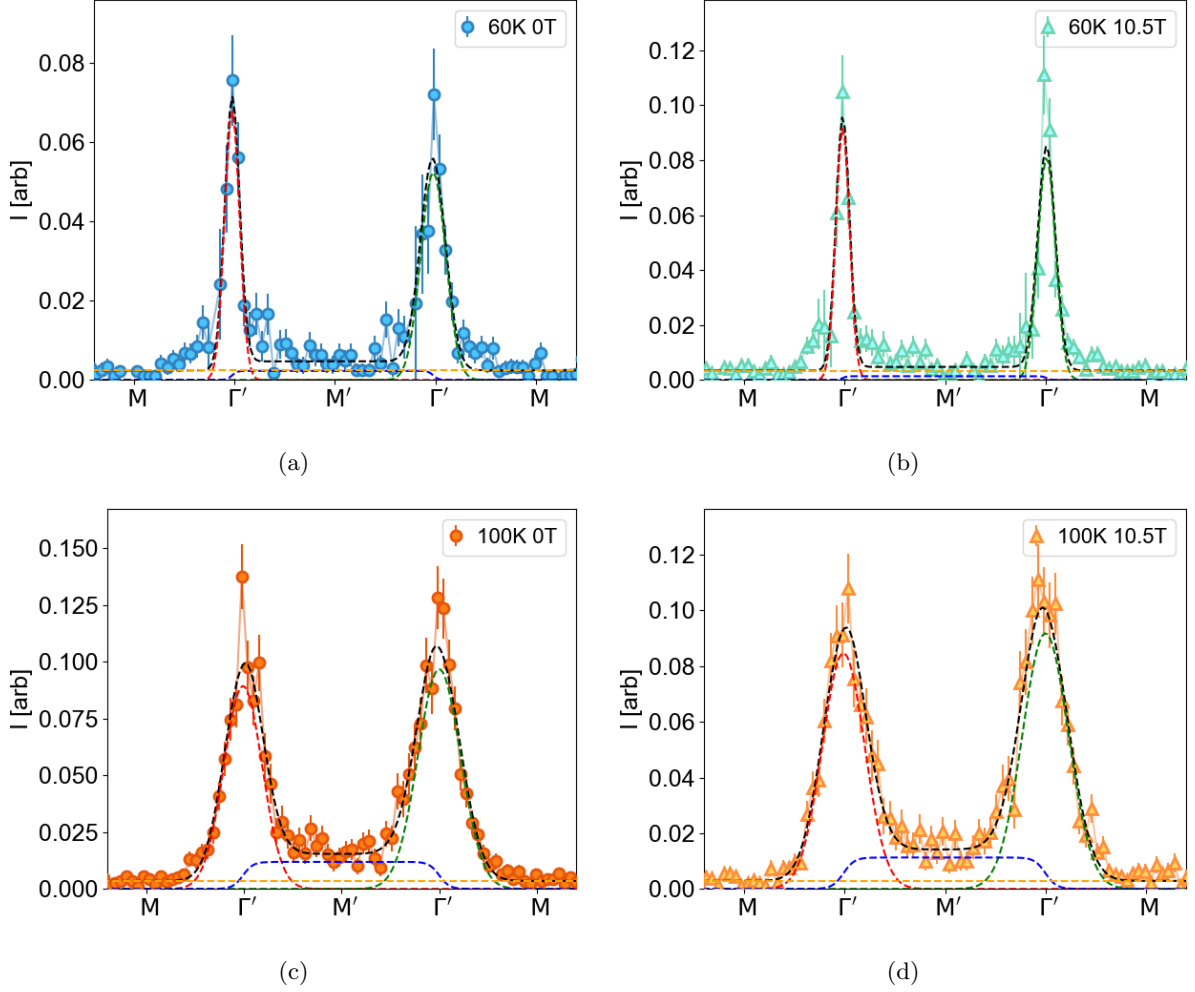 60K 0T
I [arb]
0.08
0.06
0.04
0.02
0.00
M Γ′ M′ Γ′ M
(a)
60K 10.5T
I [arb]
0.12
0.10
0.08
0.06
0.04
0.02
0.00
M Γ′ M′ Γ′ M
(b)
100K 0T
I [arb]
0.150
0.125
0.100
0.075
0.050
0.025
0.000
M Γ′ M′ Γ′ M
(c)
100K 10.5T
I [arb]
0.12
0.10
0.08
0.06
0.04
0.02
0.00
M Γ′ M′ Γ′ M
(d)